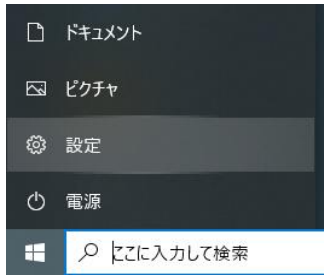 ドキュメント
ピクチャ
設定
電源
ここに入力して検索